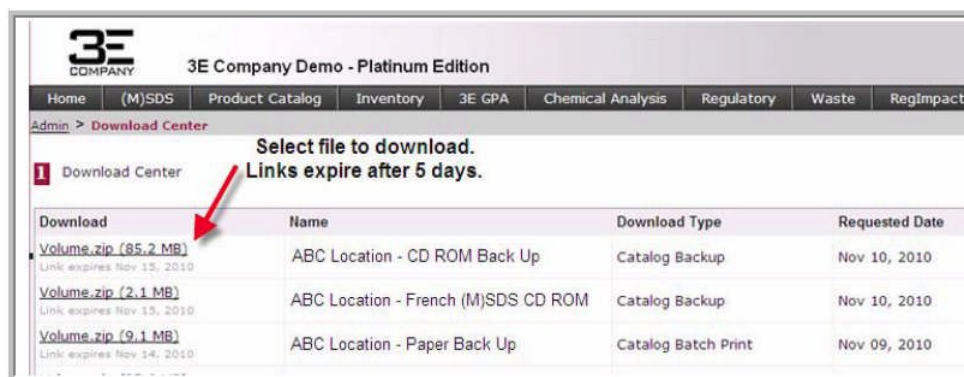 3E
COMPANY
3E Company Demo - Platinum Edition
Home (M)SDS Product Catalog Inventory 3E GPA Chemical Analysis Regulatory Waste RegImpact
Admin > Download Center
Select file to download.
Links expire after 5 days.
1 Download Center
Download Name Download Type Requested Date
Volume.zip (85.2 MB) ABC Location - CD ROM Back Up Catalog Backup Nov 10, 2010
Link expires Nov 15, 2010
Volume.zip (2.1 MB) ABC Location - French (M)SDS CD ROM Catalog Backup Nov 10, 2010
Link expires Nov 15, 2010
Volume.zip (9.1 MB) ABC Location - Paper Back Up Catalog Batch Print Nov 09, 2010
Link expires Nov 14, 2010